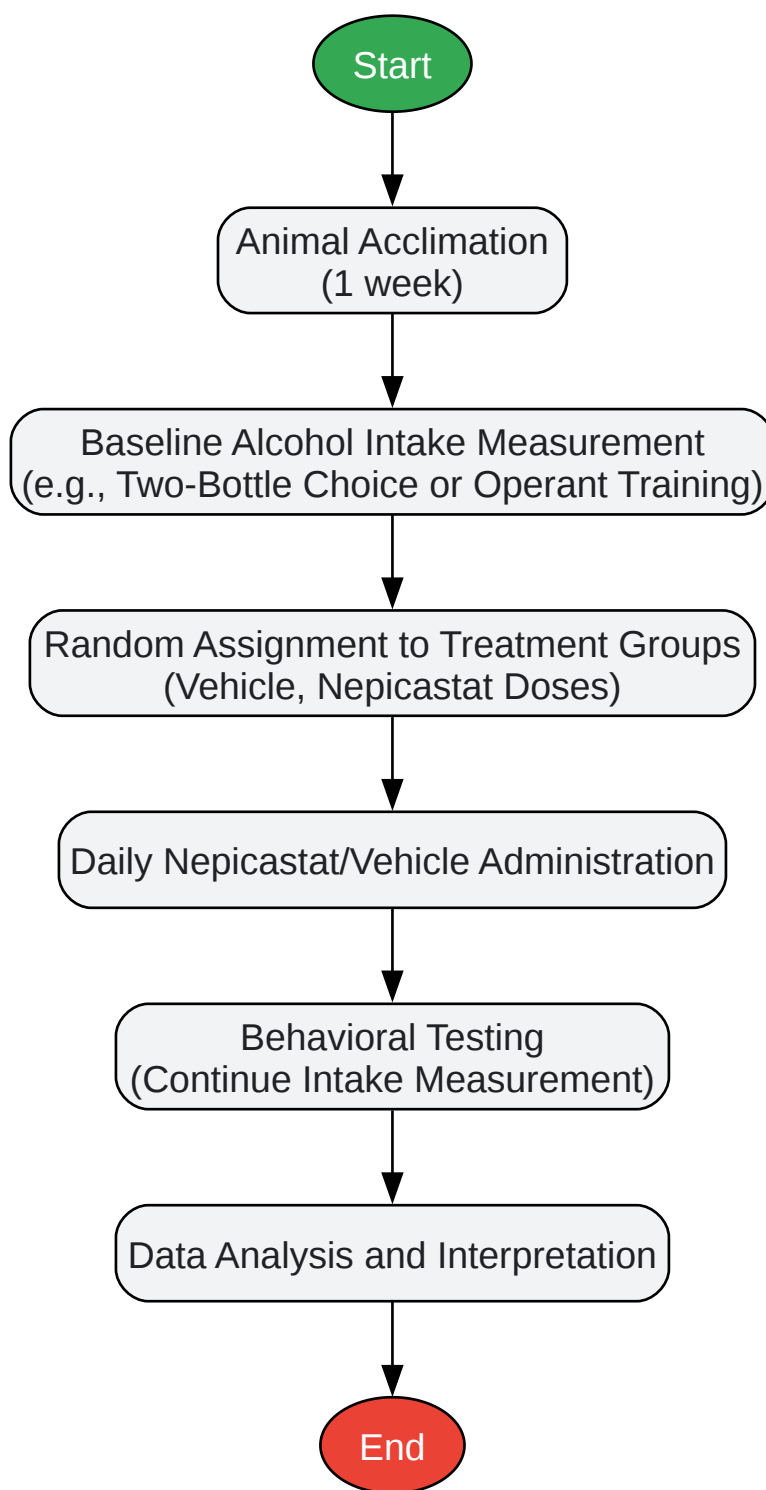 Start
Animal Acclimation
(1 week)
Baseline Alcohol Intake Measurement
(e.g., Two-Bottle Choice or Operant Training)
Random Assignment to Treatment Groups
(Vehicle, Nepicastat Doses)
Daily Nepicastat/Vehicle Administration
Behavioral Testing
(Continue Intake Measurement)
Data Analysis and Interpretation
End